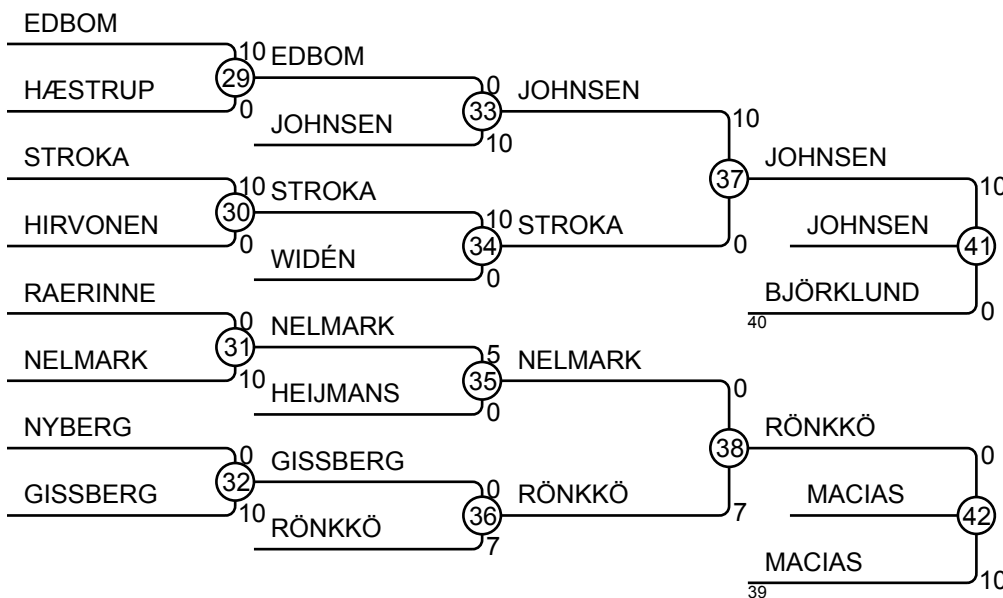 EDBOM
10
29
EDBOM
HÆSTRUP
0
0
33
JOHNSEN
JOHNSEN
10
10
STROKA
10
30
STROKA
HIRVONEN
0
10
34
STROKA
WIDÉN
0
37
0
JOHNSEN
10
JOHNSEN
41
BJÖRKLUND
40
0
RAERINNE
0
31
NELMARK
NELMARK
10
5
35
NELMARK
HEIJMANS
0
0
NYBERG
0
32
GISSBERG
GISSBERG
10
0
36
RÖNKKÖ
RÖNKKÖ
7
38
7
RÖNKKÖ
0
MACIAS
42
MACIAS
39
10